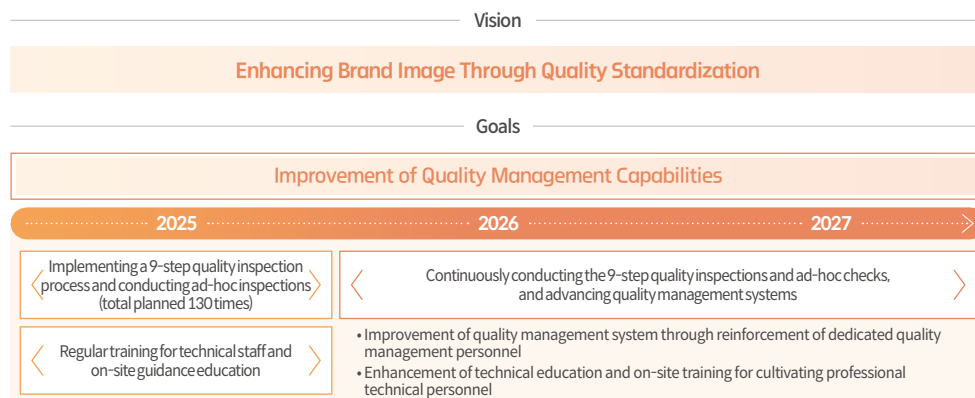 Vision
Enhancing Brand Image Through Quality Standardization
Goals
Improvement of Quality Management Capabilities
2025 2026 2027
Implementing a 9-step quality inspection
process and conducting ad-hoc inspections
(total planned 130 times)
Continuously conducting the 9-step quality inspections and ad-hoc checks,
and advancing quality management systems
Regular training for technical staff and
on-site guidance education
• Improvement of quality management system through reinforcement of dedicated quality
management personnel
• Enhancement of technical education and on-site training for cultivating professional
technical personnel